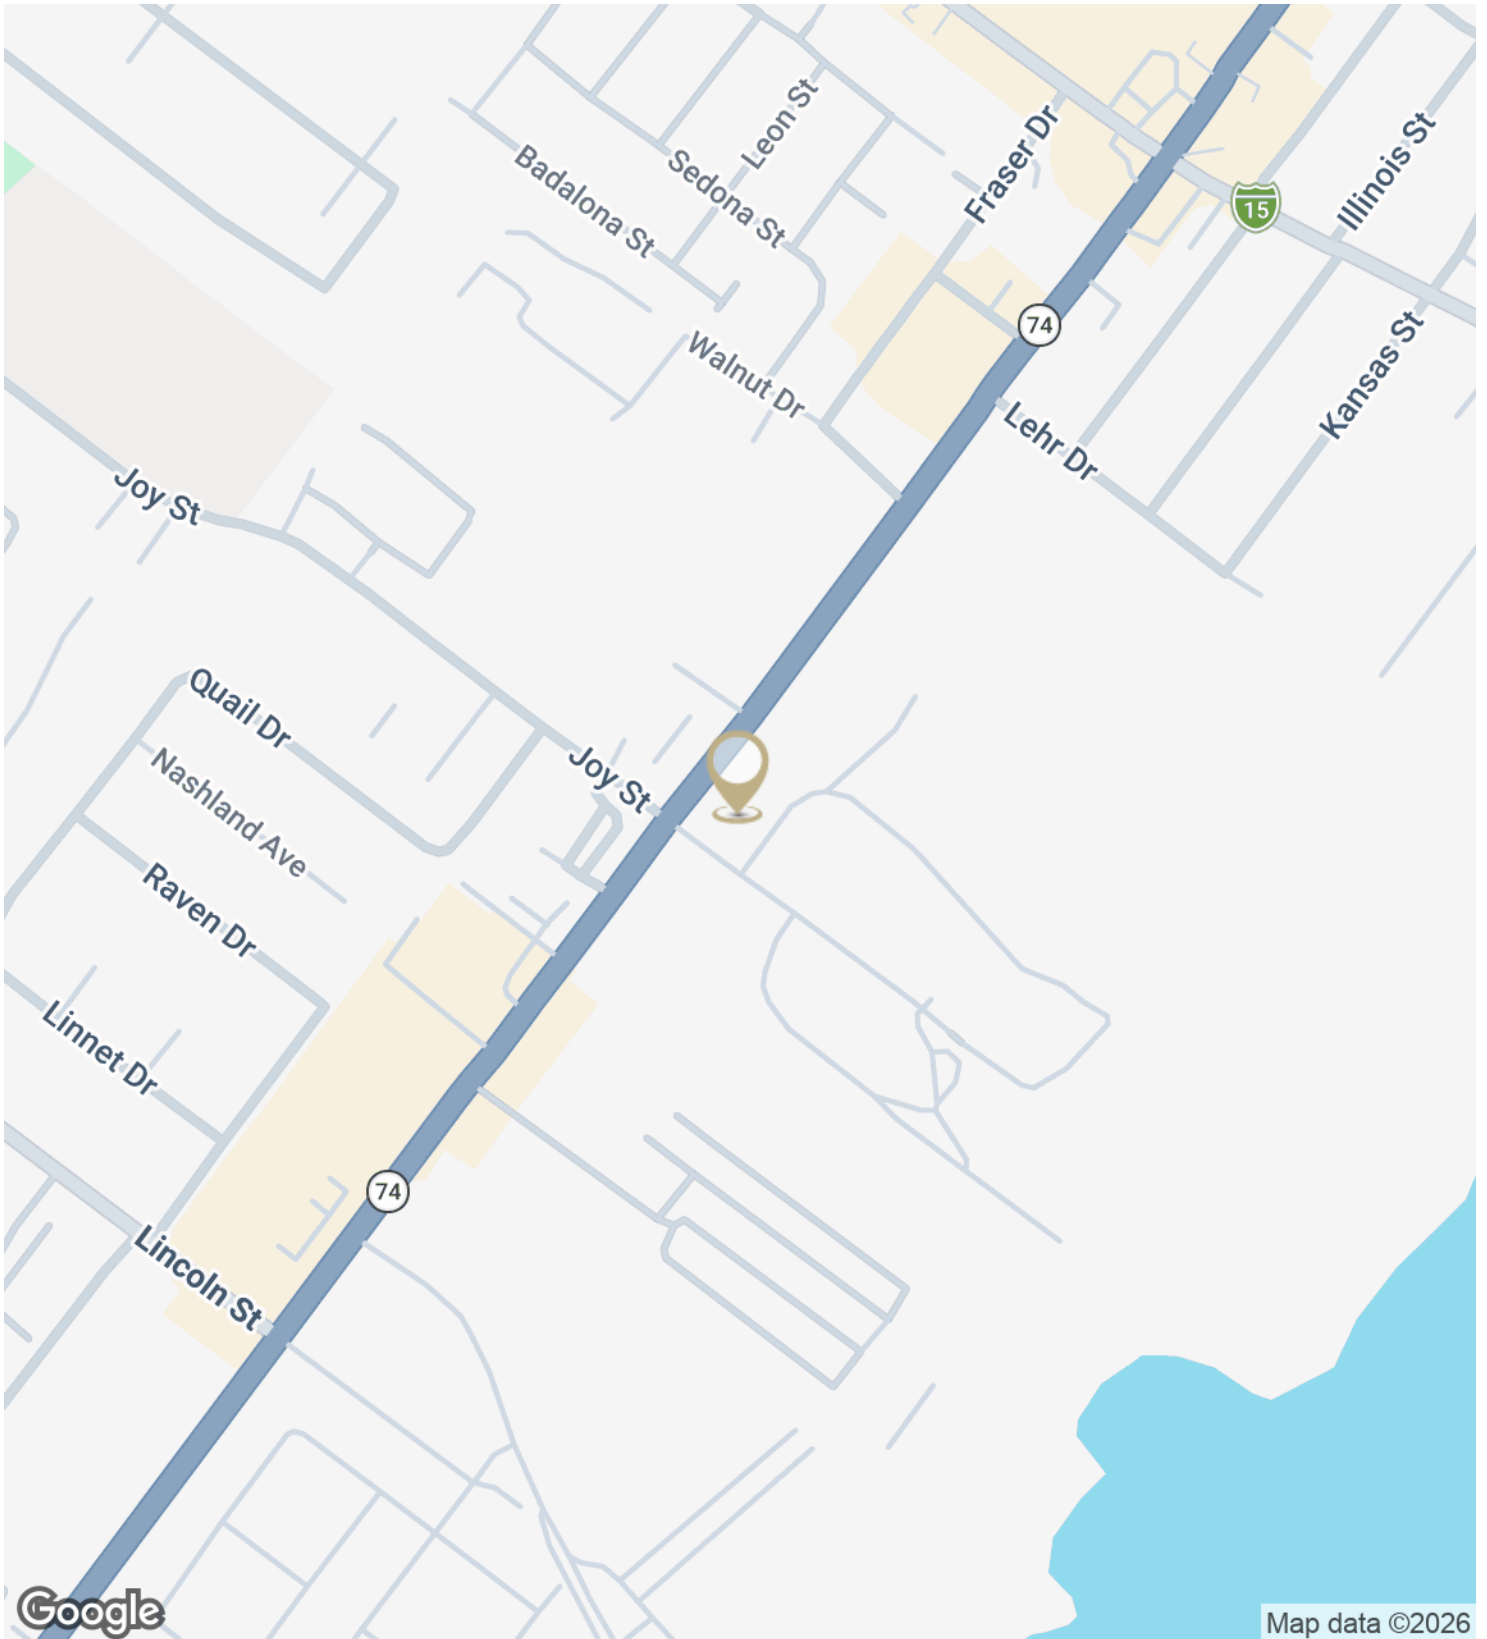 Leon St
Fraser Dr
Illinois St
Badalona St
Sedona St
15
74
Kansas St
Walnut Dr
Lehr Dr
Joy St
Quail Dr
Joy St
Nashland Ave
Raven Dr
Linnet Dr
74
Lincoln St
Google
Map data ©2026